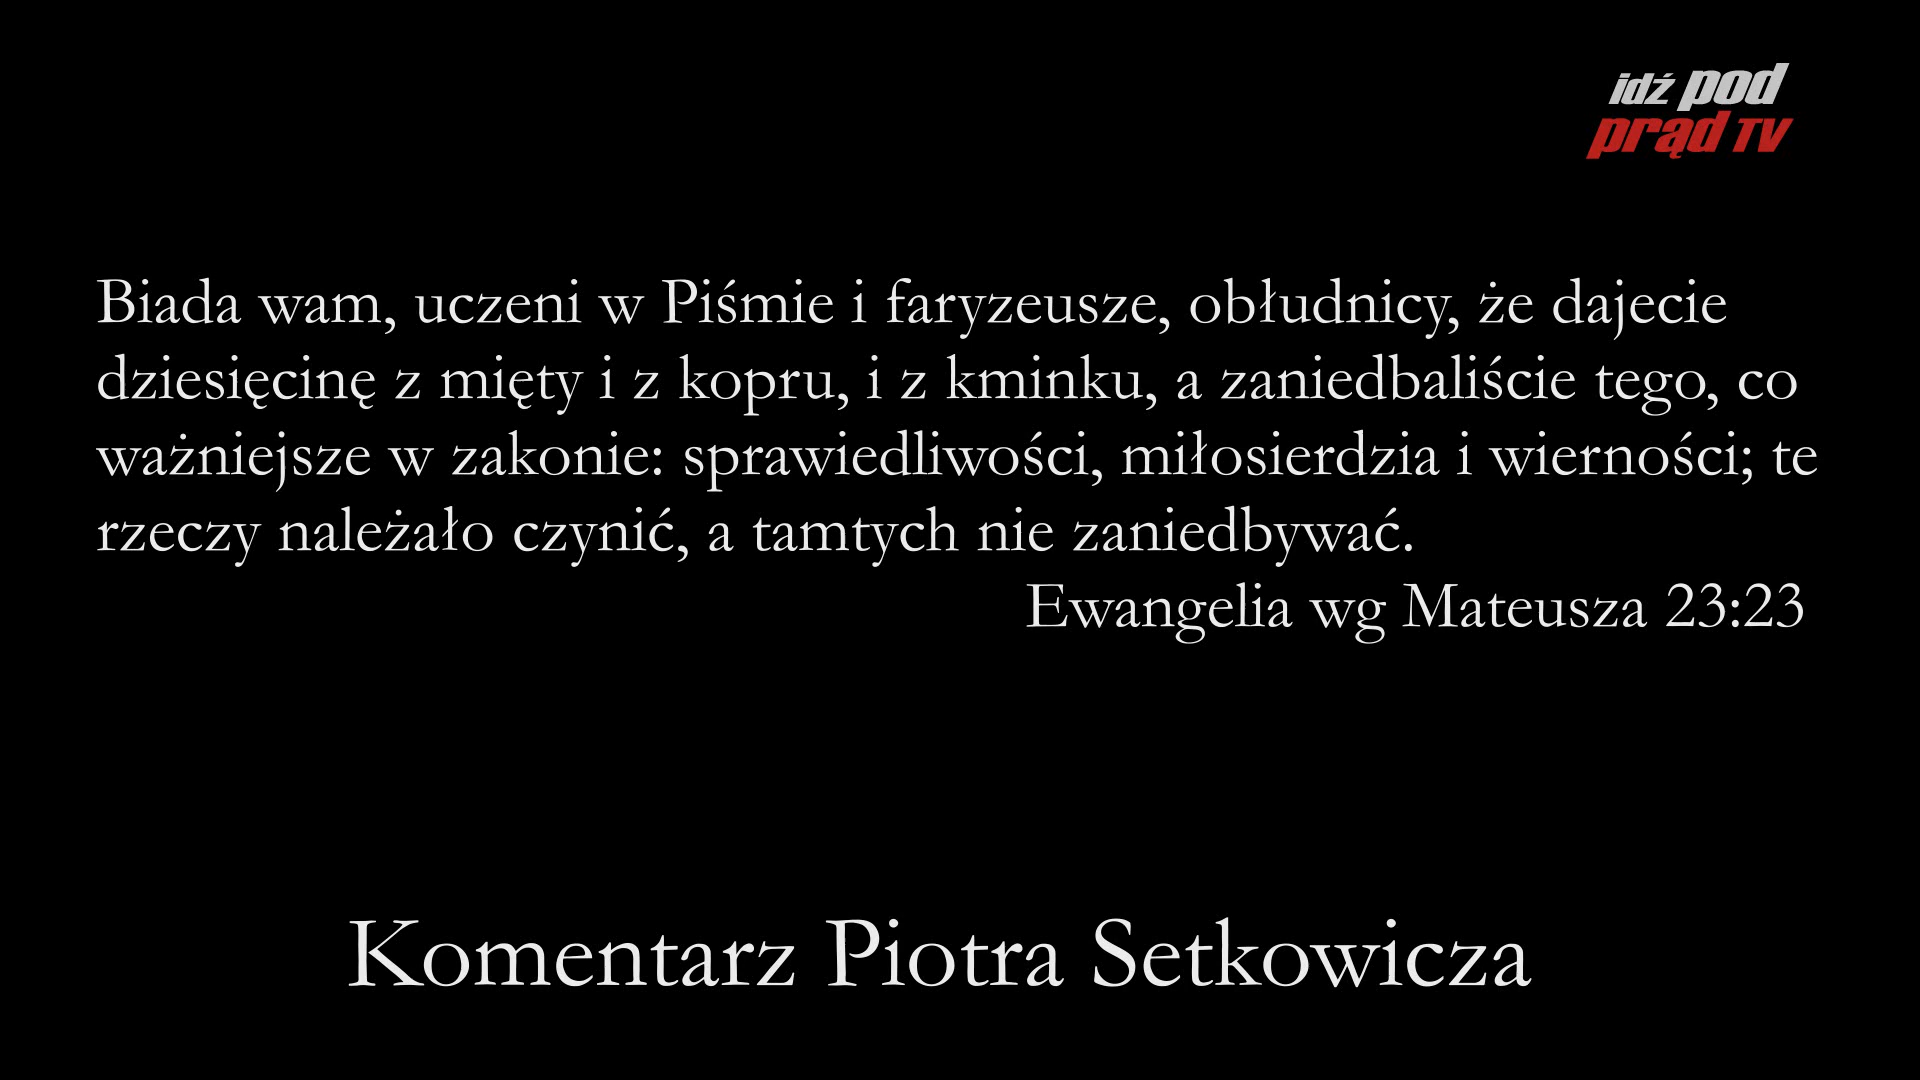 idź pod
prąd TV
Biada wam, uczeni w Piśmie i faryzeusze, obłudnicy, że dajecie
dziesięcinę z mięty i z kopru, i z kminku, a zaniedbaliście tego, co
ważniejsze w zakonie: sprawiedliwości, miłosierdzia i wierności; te
rzeczy należało czynić, a tamtych nie zaniedbywać.
Ewangelia wg Mateusza 23:23
Komentarz Piotra Setkowicza